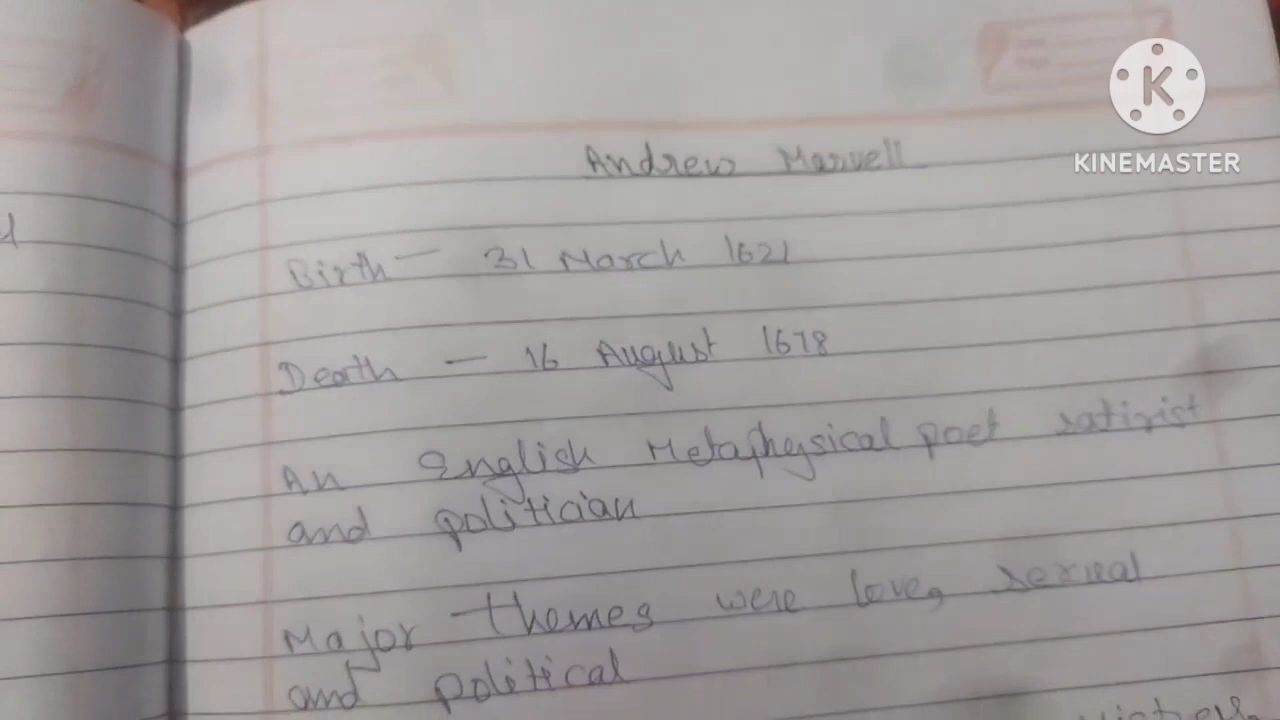 Andrew Marvell
Birth - 31 March 1621
Death - 16 August 1678
An English Metaphysical poet satirist
and politician
Major themes were love, sexual
and political
KINEMASTER